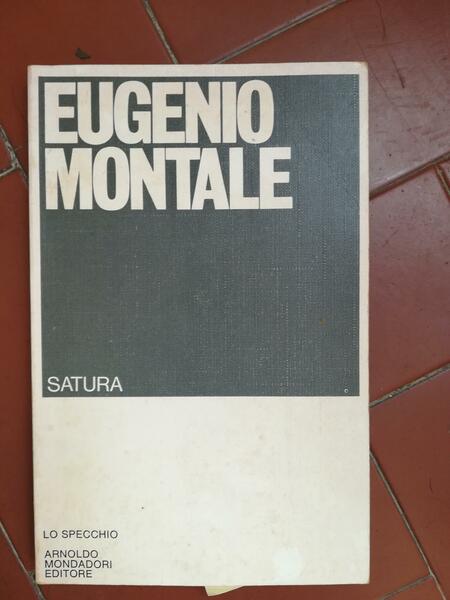 EUGENIO
MONTALE
SATURA
LO SPECCHIO
ARNOLDO
MONDADORI
EDITORE